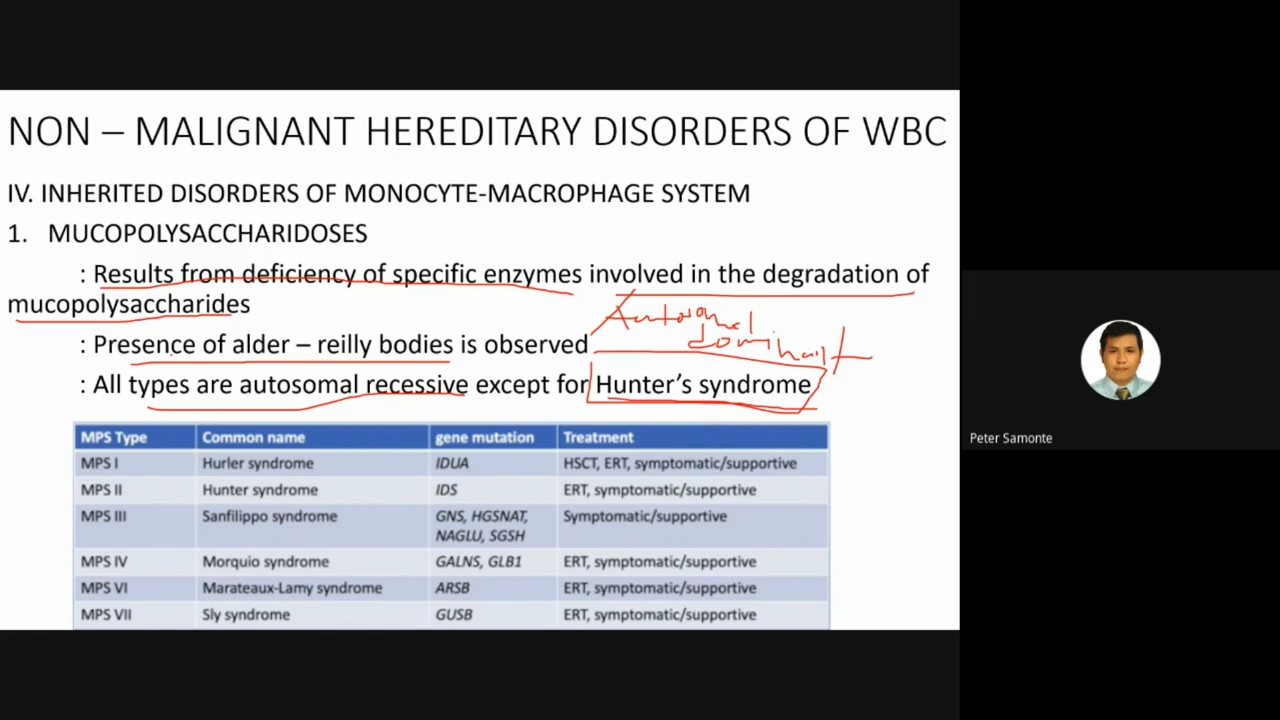 NON – MALIGNANT HEREDITARY DISORDERS OF WBC
IV. INHERITED DISORDERS OF MONOCYTE-MACROPHAGE SYSTEM
1. MUCOPOLYSACCHARIDOSES
: Results from deficiency of specific enzymes involved in the degradation of
mucopolysaccharides
Autosomal
dominant
: Presence of alder – reilly bodies is observed
: All types are autosomal recessive except for Hunter's syndrome
MPS Type Common name gene mutation Treatment
MPS I Hurler syndrome IDUA HSCT, ERT, symptomatic/supportive
MPS II Hunter syndrome IDS ERT, symptomatic/supportive
MPS III Sanfilippo syndrome GNS, HGSNAT, Symptomatic/supportive
NAGLU, SGSH
MPS IV Morquio syndrome GALNS, GLB1 ERT, symptomatic/supportive
MPS VI Marateaux-Lamy syndrome ARSB ERT, symptomatic/supportive
MPS VII Sly syndrome GUSB ERT, symptomatic/supportive
Peter Samonte